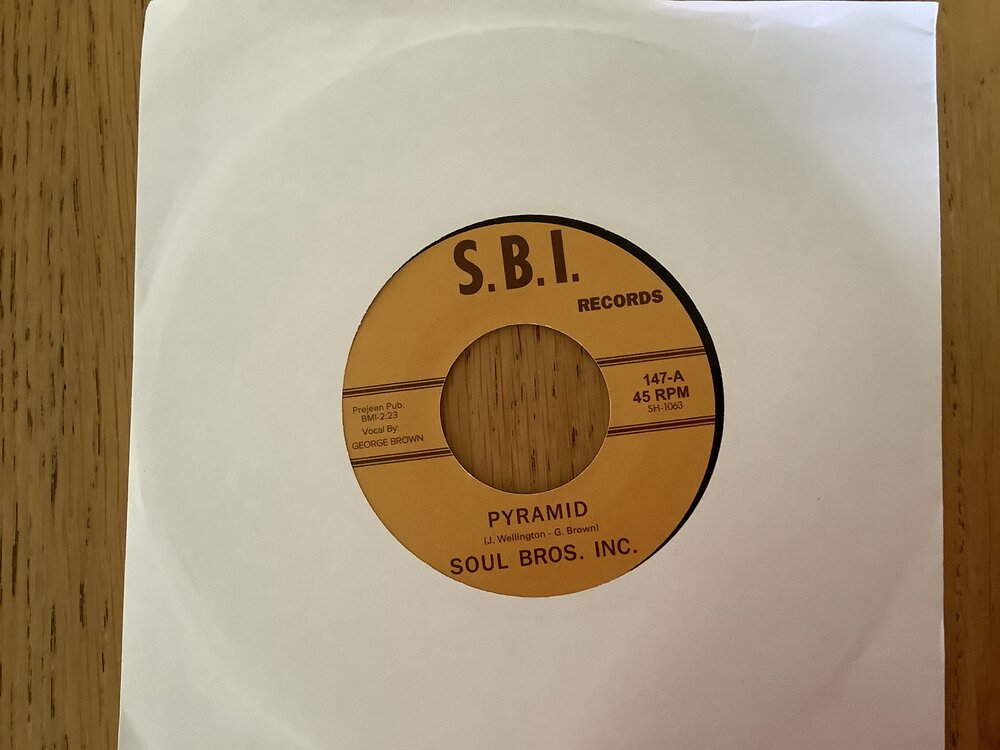 S.B.I.
RECORDS
147-A
45 RPM
SH-1063
Prejean Pub.
BMI-2:23
Vocal By:
GEORGE BROWN
PYRAMID
(J. Wellington - G. Brown)
SOUL BROS. INC.